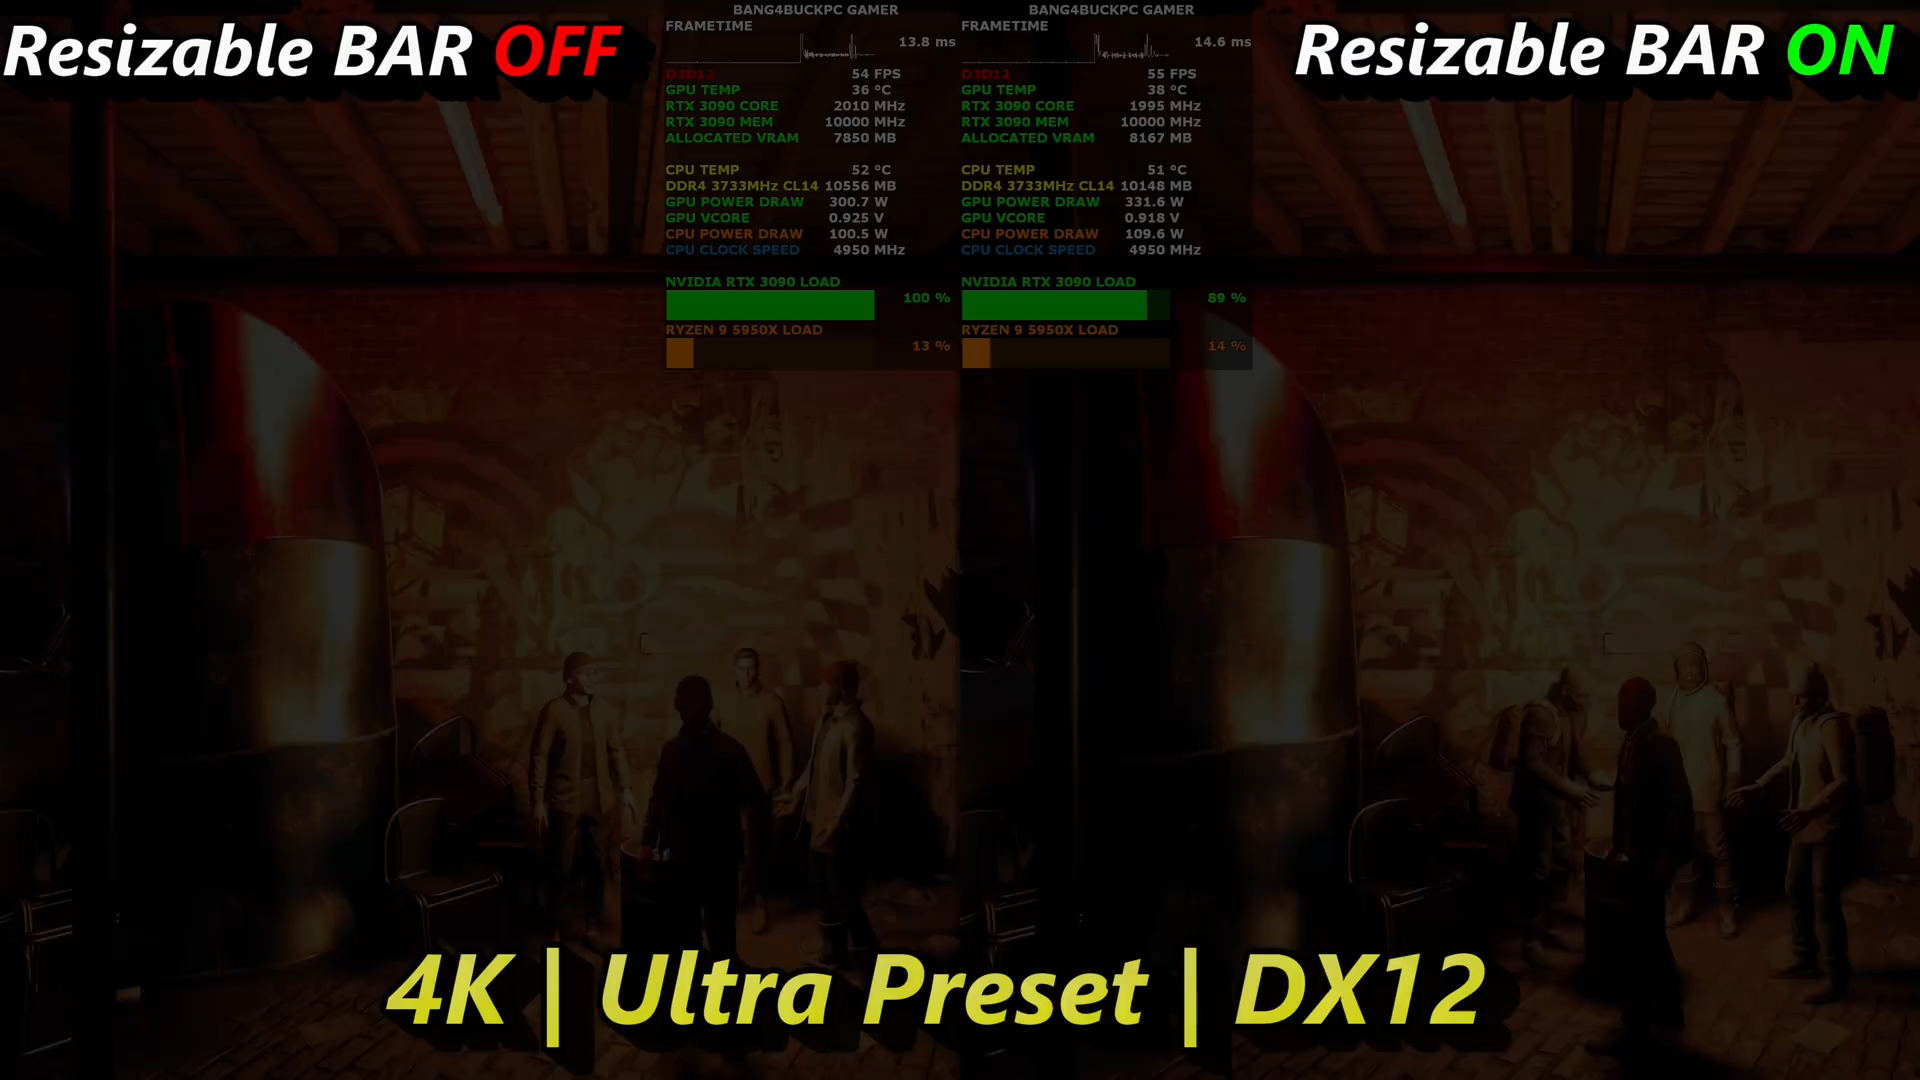 Resizable BAR OFF
BANG4BUCKPC GAMER
FRAMETIME
13.8 ms
D3D12 54 FPS
GPU TEMP 36 °C
RTX 3090 CORE 2010 MHz
RTX 3090 MEM 10000 MHz
ALLOCATED VRAM 7850 MB
CPU TEMP 52 °C
DDR4 3733MHz CL14 10556 MB
GPU POWER DRAW 300.7 W
GPU VCORE 0.925 V
CPU POWER DRAW 100.5 W
CPU CLOCK SPEED 4950 MHz
NVIDIA RTX 3090 LOAD
100 %
RYZEN 9 5950X LOAD
13 %
BANG4BUCKPC GAMER
FRAMETIME
14.6 ms
D3D12 55 FPS
GPU TEMP 38 °C
RTX 3090 CORE 1995 MHz
RTX 3090 MEM 10000 MHz
ALLOCATED VRAM 8167 MB
CPU TEMP 51 °C
DDR4 3733MHz CL14 10148 MB
GPU POWER DRAW 331.6 W
GPU VCORE 0.918 V
CPU POWER DRAW 109.6 W
CPU CLOCK SPEED 4950 MHz
NVIDIA RTX 3090 LOAD
89 %
RYZEN 9 5950X LOAD
14 %
Resizable BAR ON
4K | Ultra Preset | DX12